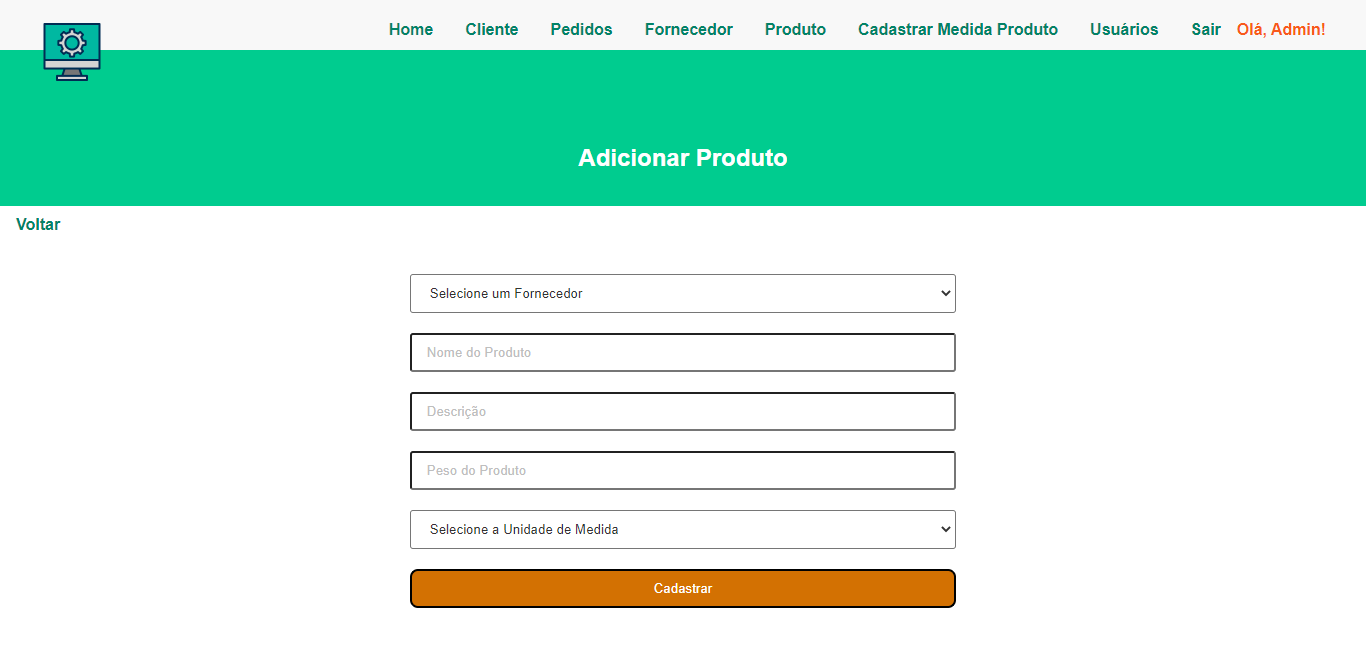 Home Cliente Pedidos Fornecedor Produto Cadastrar Medida Produto Usuários Sair Olá, Admin!
Adicionar Produto
Voltar
Selecione um Fornecedor
Nome do Produto
Descrição
Peso do Produto
Selecione a Unidade de Medida
Cadastrar